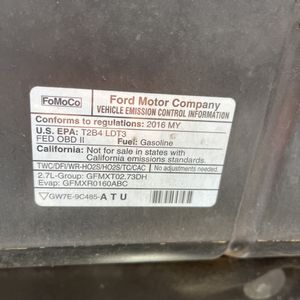 FoMoCo
Ford Motor Company
VEHICLE EMISSION CONTROL INFORMATION
Conforms to regulations: 2016 MY
U.S. EPA: T2B4 LDT3
FED OBD II Fuel: Gasoline
California: Not for sale in states with
California emissions standards.
TWC/DFI/WR-HO2S/HO2S/TC/CAC No adjustments needed.
2.7L-Group: GFMXT02.73DH
Evap: GFMXR0160ABC
GW7E-9C485-ATU